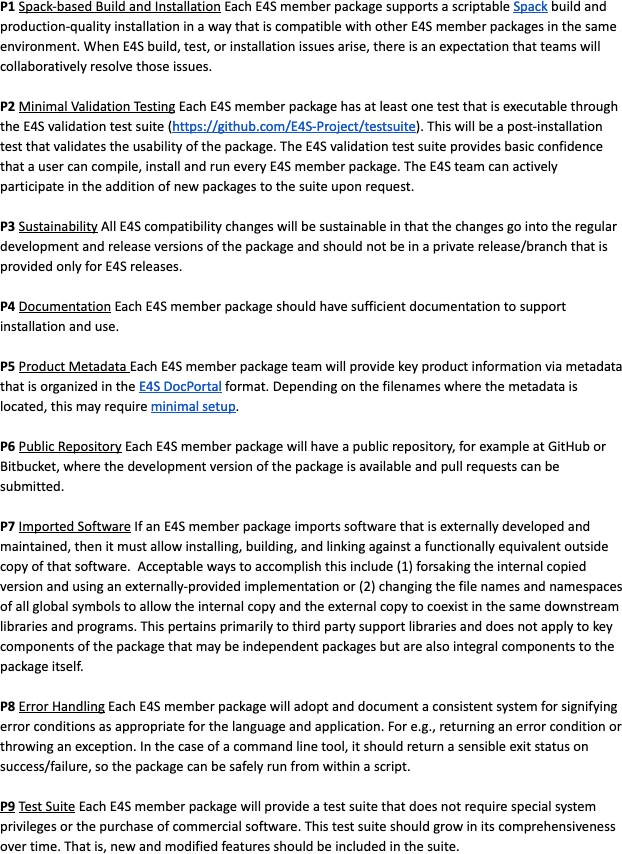 P1 Spack-based Build and Installation Each E4S member package supports a scriptable Spack build and
production-quality installation in a way that is compatible with other E4S member packages in the same
environment. When E4S build, test, or installation issues arise, there is an expectation that teams will
collaboratively resolve those issues.
P2 Minimal Validation Testing Each E4S member package has at least one test that is executable through
the E4S validation test suite (https://github.com/E4S-Project/testsuite). This will be a post-installation
test that validates the usability of the package. The E4S validation test suite provides basic confidence
that a user can compile, install and run every E4S member package. The E4S team can actively
participate in the addition of new packages to the suite upon request.
P3 Sustainability All E4S compatibility changes will be sustainable in that the changes go into the regular
development and release versions of the package and should not be in a private release/branch that is
provided only for E4S releases.
P4 Documentation Each E4S member package should have sufficient documentation to support
installation and use.
P5 Product Metadata Each E4S member package team will provide key product information via metadata
that is organized in the E4S DocPortal format. Depending on the filenames where the metadata is
located, this may require minimal setup.
P6 Public Repository Each E4S member package will have a public repository, for example at GitHub or
Bitbucket, where the development version of the package is available and pull requests can be
submitted.
P7 Imported Software If an E4S member package imports software that is externally developed and
maintained, then it must allow installing, building, and linking against a functionally equivalent outside
copy of that software.  Acceptable ways to accomplish this include (1) forsaking the internal copied
version and using an externally-provided implementation or (2) changing the file names and namespaces
of all global symbols to allow the internal copy and the external copy to coexist in the same downstream
libraries and programs. This pertains primarily to third party support libraries and does not apply to key
components of the package that may be independent packages but are also integral components to the
package itself.
P8 Error Handling Each E4S member package will adopt and document a consistent system for signifying
error conditions as appropriate for the language and application. For e.g., returning an error condition or
throwing an exception. In the case of a command line tool, it should return a sensible exit status on
success/failure, so the package can be safely run from within a script.
P9 Test Suite Each E4S member package will provide a test suite that does not require special system
privileges or the purchase of commercial software. This test suite should grow in its comprehensiveness
over time. That is, new and modified features should be included in the suite.